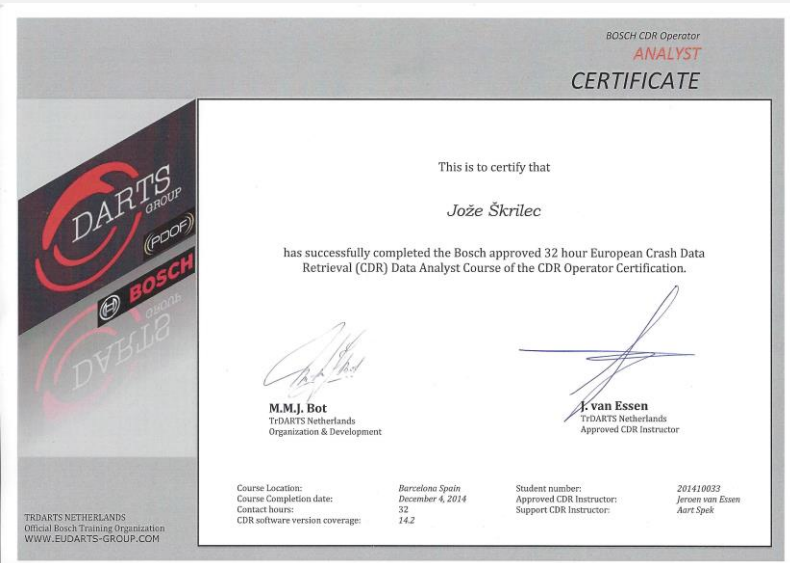 BOSCH CDR Operator
ANALYST
CERTIFICATE
DARTS
GROUP
(PDOF)
BOSCH
This is to certify that
Jože Škrilec
has successfully completed the Bosch approved 32 hour European Crash Data
Retrieval (CDR) Data Analyst Course of the CDR Operator Certification.
M.M.J. Bot
TrDARTS Netherlands
Organization & Development
J. van Essen
TrDARTS Netherlands
Approved CDR Instructor
Course Location: Barcelona Spain
Course Completion date: December 4, 2014
Contact hours: 32
CDR software version coverage: 14.2
Student number: 201410033
Approved CDR Instructor: Jeroen van Essen
Support CDR Instructor: Aart Spek
TRDARTS NETHERLANDS
Official Bosch Training Organization
WWW.EUDARTS-GROUP.COM